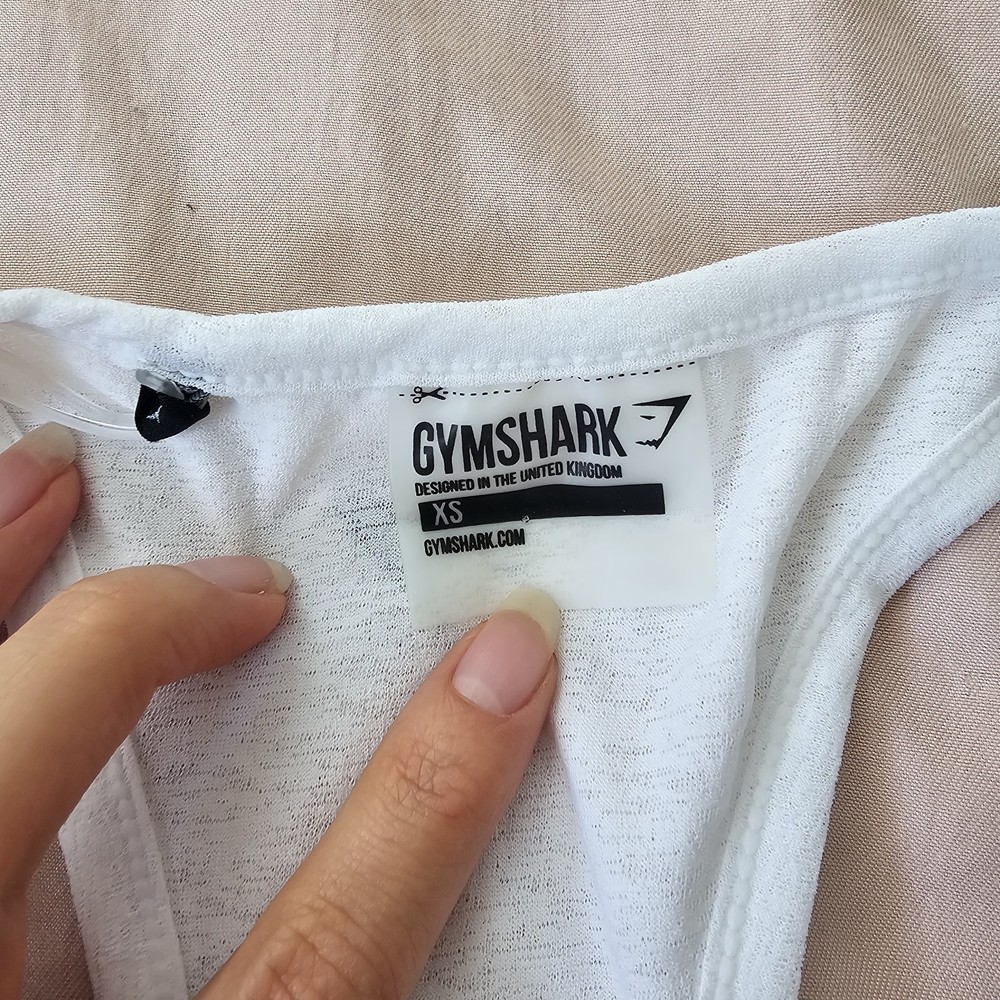 GYMSHARK
DESIGNED IN THE UNITED KINGDOM
XS
GYMSHARK.COM